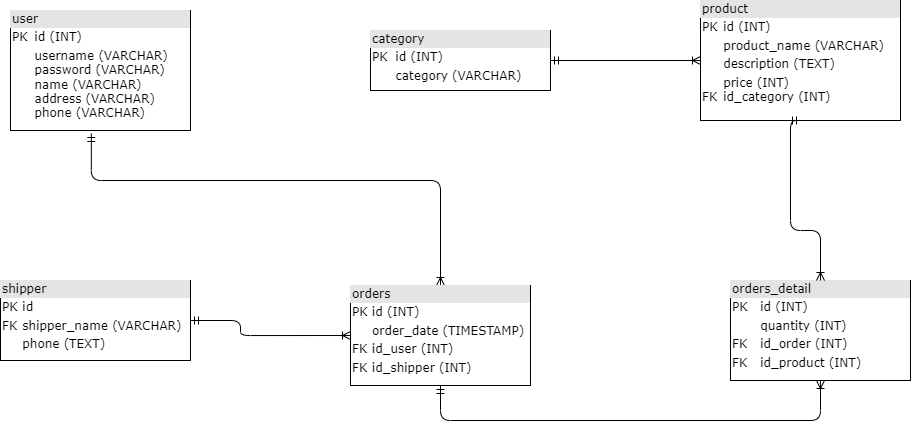 user
PK id (INT)
username (VARCHAR)
password (VARCHAR)
name (VARCHAR)
address (VARCHAR)
phone (VARCHAR)
category
PK id (INT)
category (VARCHAR)
product
PK id (INT)
product_name (VARCHAR)
description (TEXT)
price (INT)
FK id_category (INT)
shipper
PK id
FK shipper_name (VARCHAR)
phone (TEXT)
orders
PK id (INT)
order_date (TIMESTAMP)
FK id_user (INT)
FK id_shipper (INT)
orders_detail
PK id (INT)
quantity (INT)
FK id_order (INT)
FK id_product (INT)